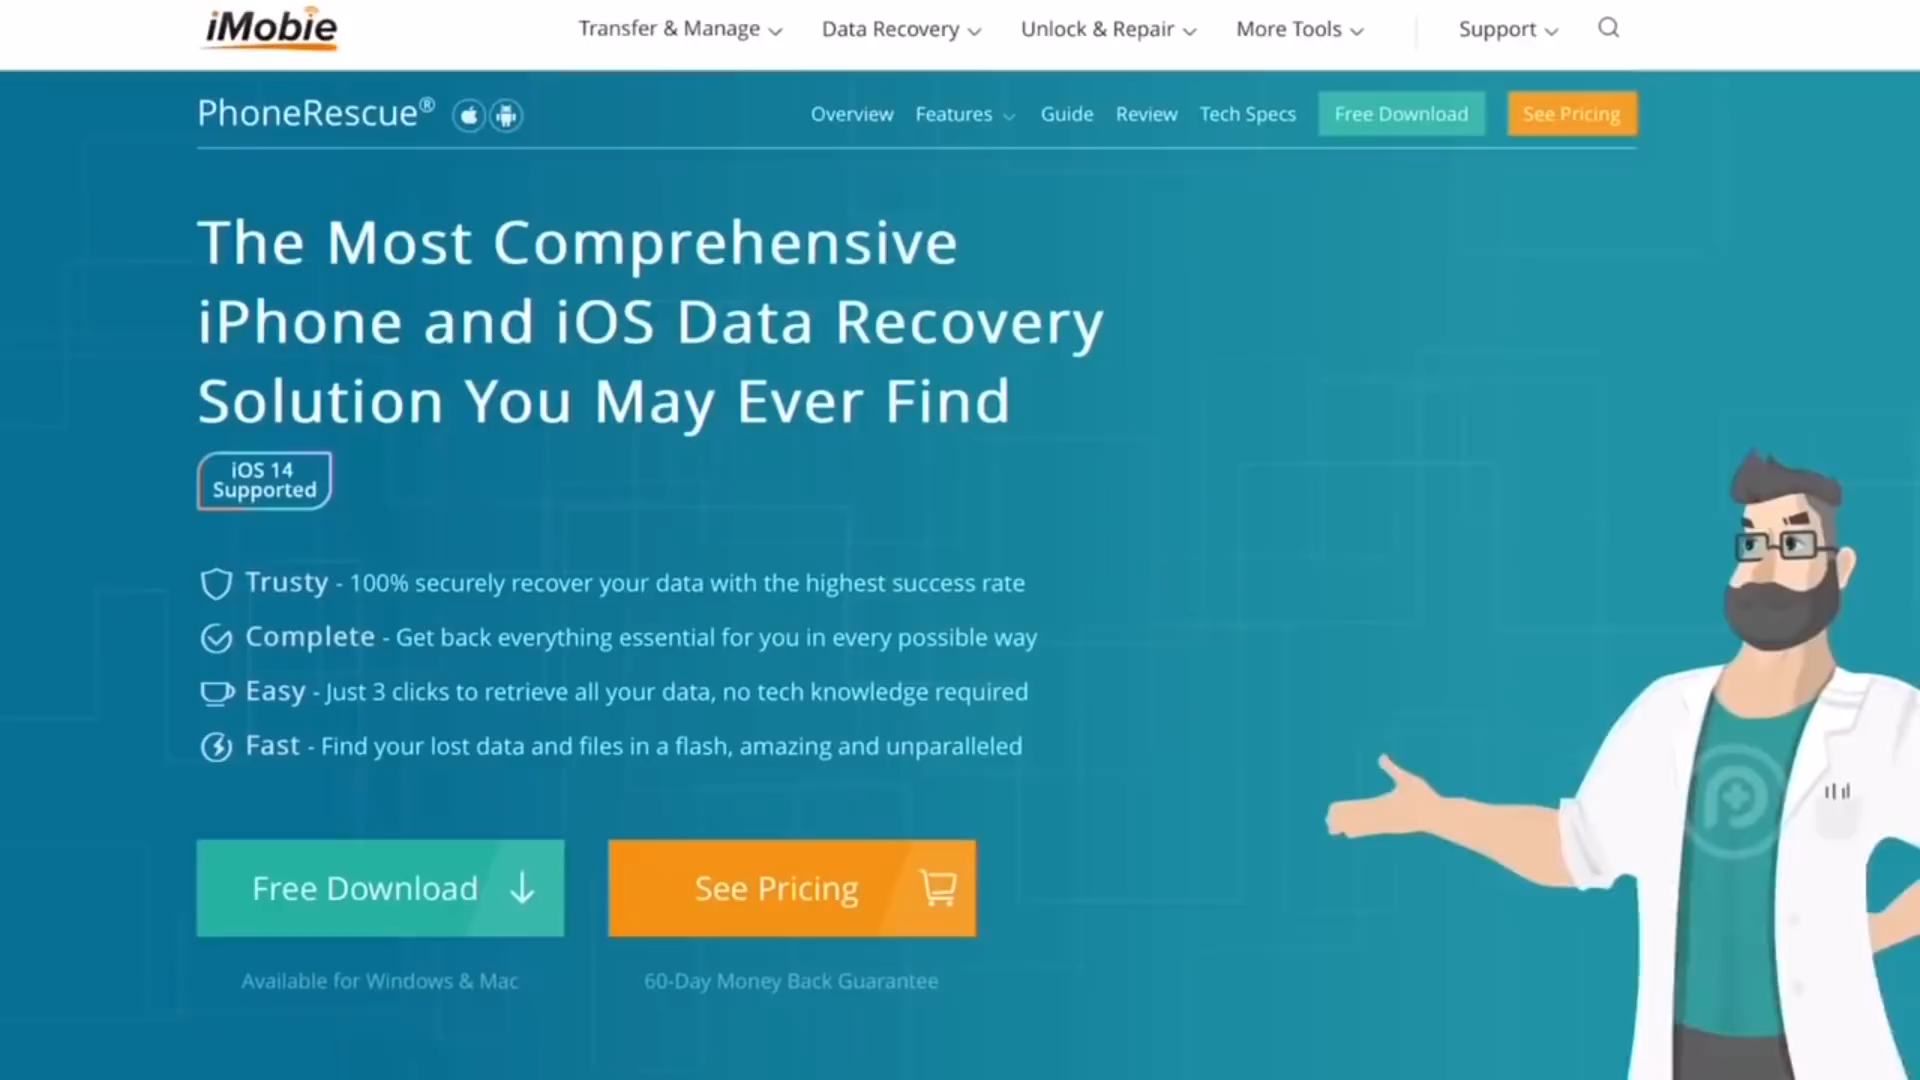 iMobie
Transfer & Manage
Data Recovery
Unlock & Repair
More Tools
Support
PhoneRescue®
Overview
Features
Guide
Review
Tech Specs
Free Download
See Pricing
The Most Comprehensive
iPhone and iOS Data Recovery
Solution You May Ever Find
iOS 14
Supported
Trusty - 100% securely recover your data with the highest success rate
Complete - Get back everything essential for you in every possible way
Easy - Just 3 clicks to retrieve all your data, no tech knowledge required
Fast - Find your lost data and files in a flash, amazing and unparalleled
Free Download
See Pricing
Available for Windows & Mac
60-Day Money Back Guarantee